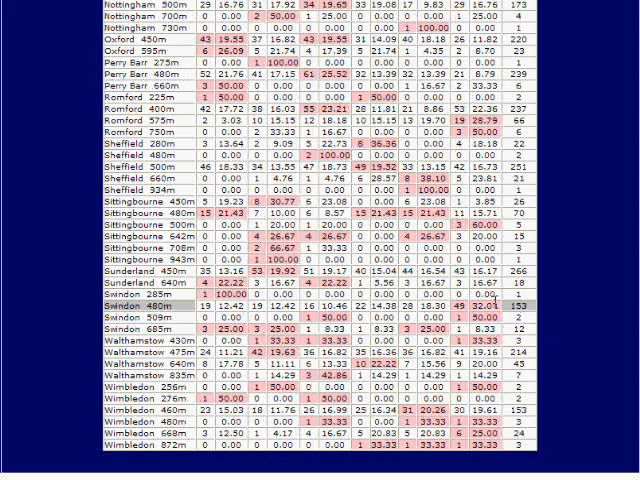 Nottingham 500m 29 16.76 31 17.92 34 19.65 33 19.08 17 9.83 29 16.76 173
Nottingham 700m 0 0.00 2 50.00 1 25.00 0 0.00 0 0.00 1 25.00 4
Nottingham 730m 0 0.00 0 0.00 0 0.00 0 0.00 1 100.00 0 0.00 1
Oxford 450m 43 19.55 37 16.82 43 19.55 31 14.09 40 18.18 26 11.82 220
Oxford 595m 6 26.09 5 21.74 4 17.39 5 21.74 1 4.35 2 8.70 23
Perry Barr 275m 0 0.00 1 100.00 0 0.00 0 0.00 0 0.00 0 0.00 1
Perry Barr 480m 52 21.76 41 17.15 61 25.52 32 13.39 32 13.39 21 8.79 239
Perry Barr 660m 3 50.00 0 0.00 0 0.00 0 0.00 1 16.67 2 33.33 6
Romford 225m 1 50.00 0 0.00 0 0.00 1 50.00 0 0.00 0 0.00 2
Romford 400m 42 17.72 38 16.03 55 23.21 28 11.81 21 8.86 53 22.36 237
Romford 575m 2 3.03 10 15.15 12 18.18 10 15.15 13 19.70 19 28.79 66
Romford 750m 0 0.00 2 33.33 1 16.67 0 0.00 0 0.00 3 50.00 6
Sheffield 280m 3 13.64 2 9.09 5 22.73 8 36.36 0 0.00 4 18.18 22
Sheffield 480m 0 0.00 0 0.00 2 100.00 0 0.00 0 0.00 0 0.00 2
Sheffield 500m 46 18.33 34 13.55 47 18.73 49 19.52 33 13.15 42 16.73 251
Sheffield 660m 0 0.00 1 4.76 1 4.76 6 28.57 8 38.10 5 23.81 21
Sheffield 934m 0 0.00 0 0.00 0 0.00 0 0.00 1 100.00 0 0.00 1
Sittingbourne 450m 5 19.23 8 30.77 6 23.08 0 0.00 6 23.08 1 3.85 26
Sittingbourne 480m 15 21.43 7 10.00 6 8.57 15 21.43 15 21.43 11 15.71 70
Sittingbourne 500m 0 0.00 1 20.00 1 20.00 0 0.00 0 0.00 3 60.00 5
Sittingbourne 642m 0 0.00 4 26.67 4 26.67 0 0.00 4 26.67 3 20.00 15
Sittingbourne 708m 0 0.00 2 66.67 1 33.33 0 0.00 0 0.00 0 0.00 3
Sittingbourne 943m 0 0.00 1 100.00 0 0.00 0 0.00 0 0.00 0 0.00 1
Sunderland 450m 35 13.16 53 19.92 51 19.17 40 15.04 44 16.54 43 16.17 266
Sunderland 640m 4 22.22 3 16.67 4 22.22 1 5.56 3 16.67 3 16.67 18
Swindon 285m 1 100.00 0 0.00 0 0.00 0 0.00 0 0.00 0 0.00 1
Swindon 480m 19 12.42 19 12.42 16 10.46 22 14.38 28 18.30 49 32.03 153
Swindon 509m 0 0.00 0 0.00 1 50.00 0 0.00 0 0.00 1 50.00 2
Swindon 685m 3 25.00 3 25.00 1 8.33 1 8.33 3 25.00 1 8.33 12
Walthamstow 430m 0 0.00 1 33.33 1 33.33 0 0.00 0 0.00 1 33.33 3
Walthamstow 475m 24 11.21 42 19.63 36 16.82 35 16.36 36 16.82 41 19.16 214
Walthamstow 640m 8 17.78 5 11.11 6 13.33 10 22.22 7 15.56 9 20.00 45
Walthamstow 835m 0 0.00 1 14.29 3 42.86 1 14.29 1 14.29 1 14.29 7
Wimbledon 256m 0 0.00 1 50.00 0 0.00 0 0.00 0 0.00 1 50.00 2
Wimbledon 276m 1 50.00 0 0.00 1 50.00 0 0.00 0 0.00 0 0.00 2
Wimbledon 460m 23 15.03 18 11.76 26 16.99 25 16.34 31 20.26 30 19.61 153
Wimbledon 480m 0 0.00 0 0.00 1 33.33 0 0.00 1 33.33 1 33.33 3
Wimbledon 668m 3 12.50 1 4.17 4 16.67 5 20.83 5 20.83 6 25.00 24
Wimbledon 872m 0 0.00 0 0.00 0 0.00 1 33.33 1 33.33 1 33.33 3